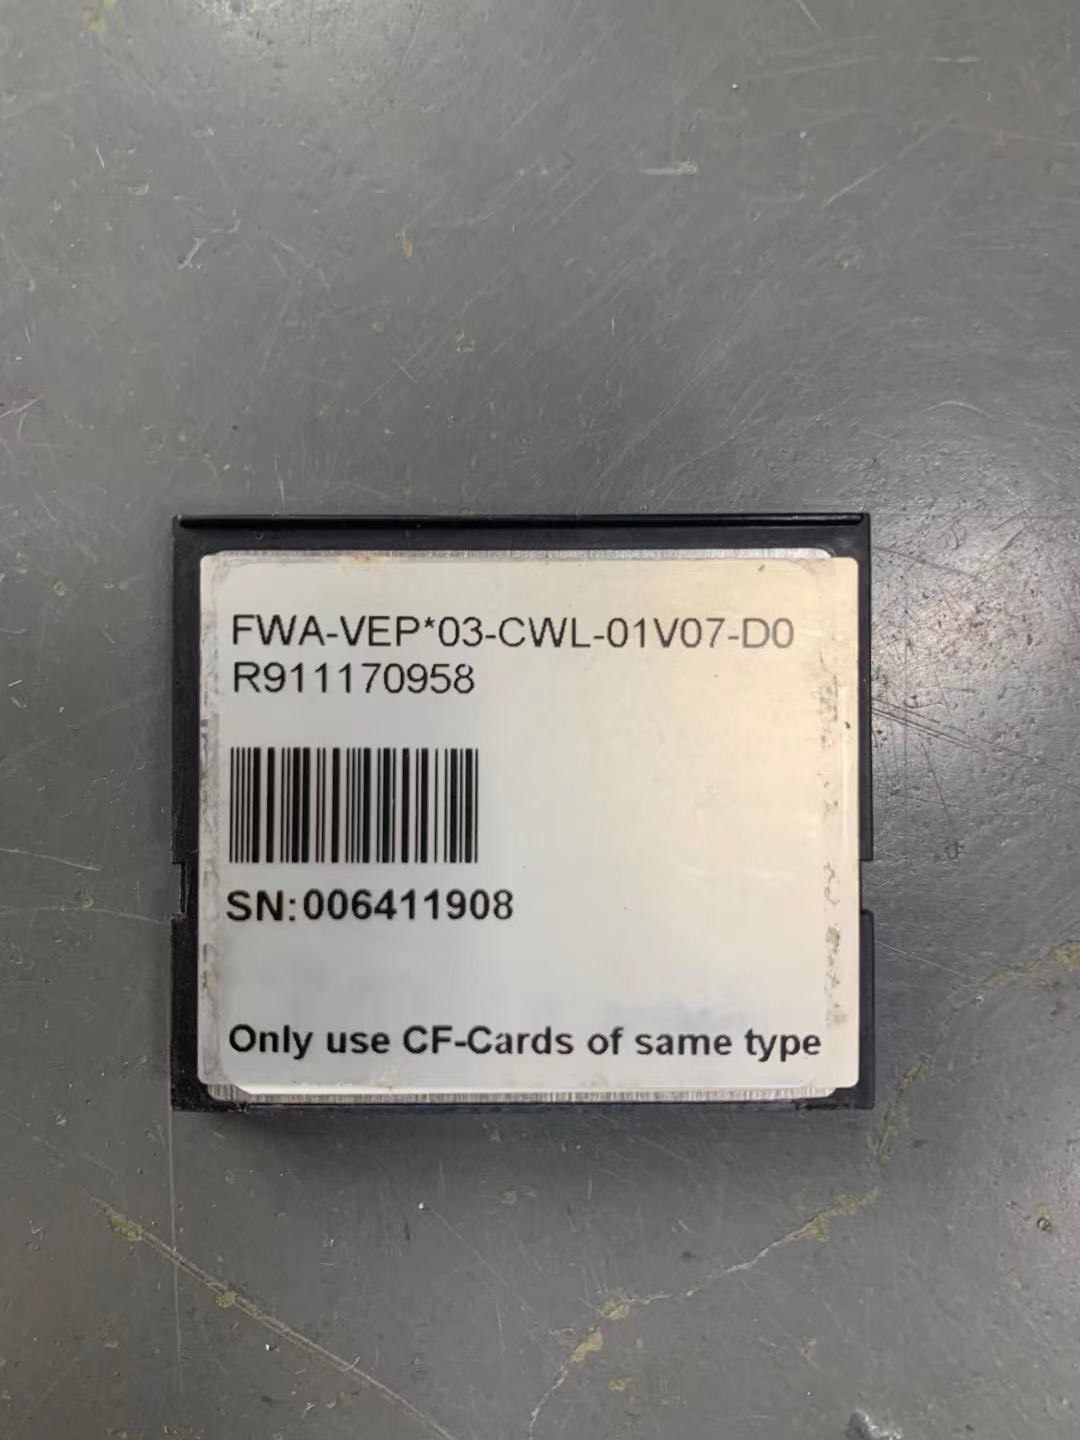 FWA-VEP*03-CWL-01V07-D0
R911170958
SN:006411908
Only use CF-Cards of same type